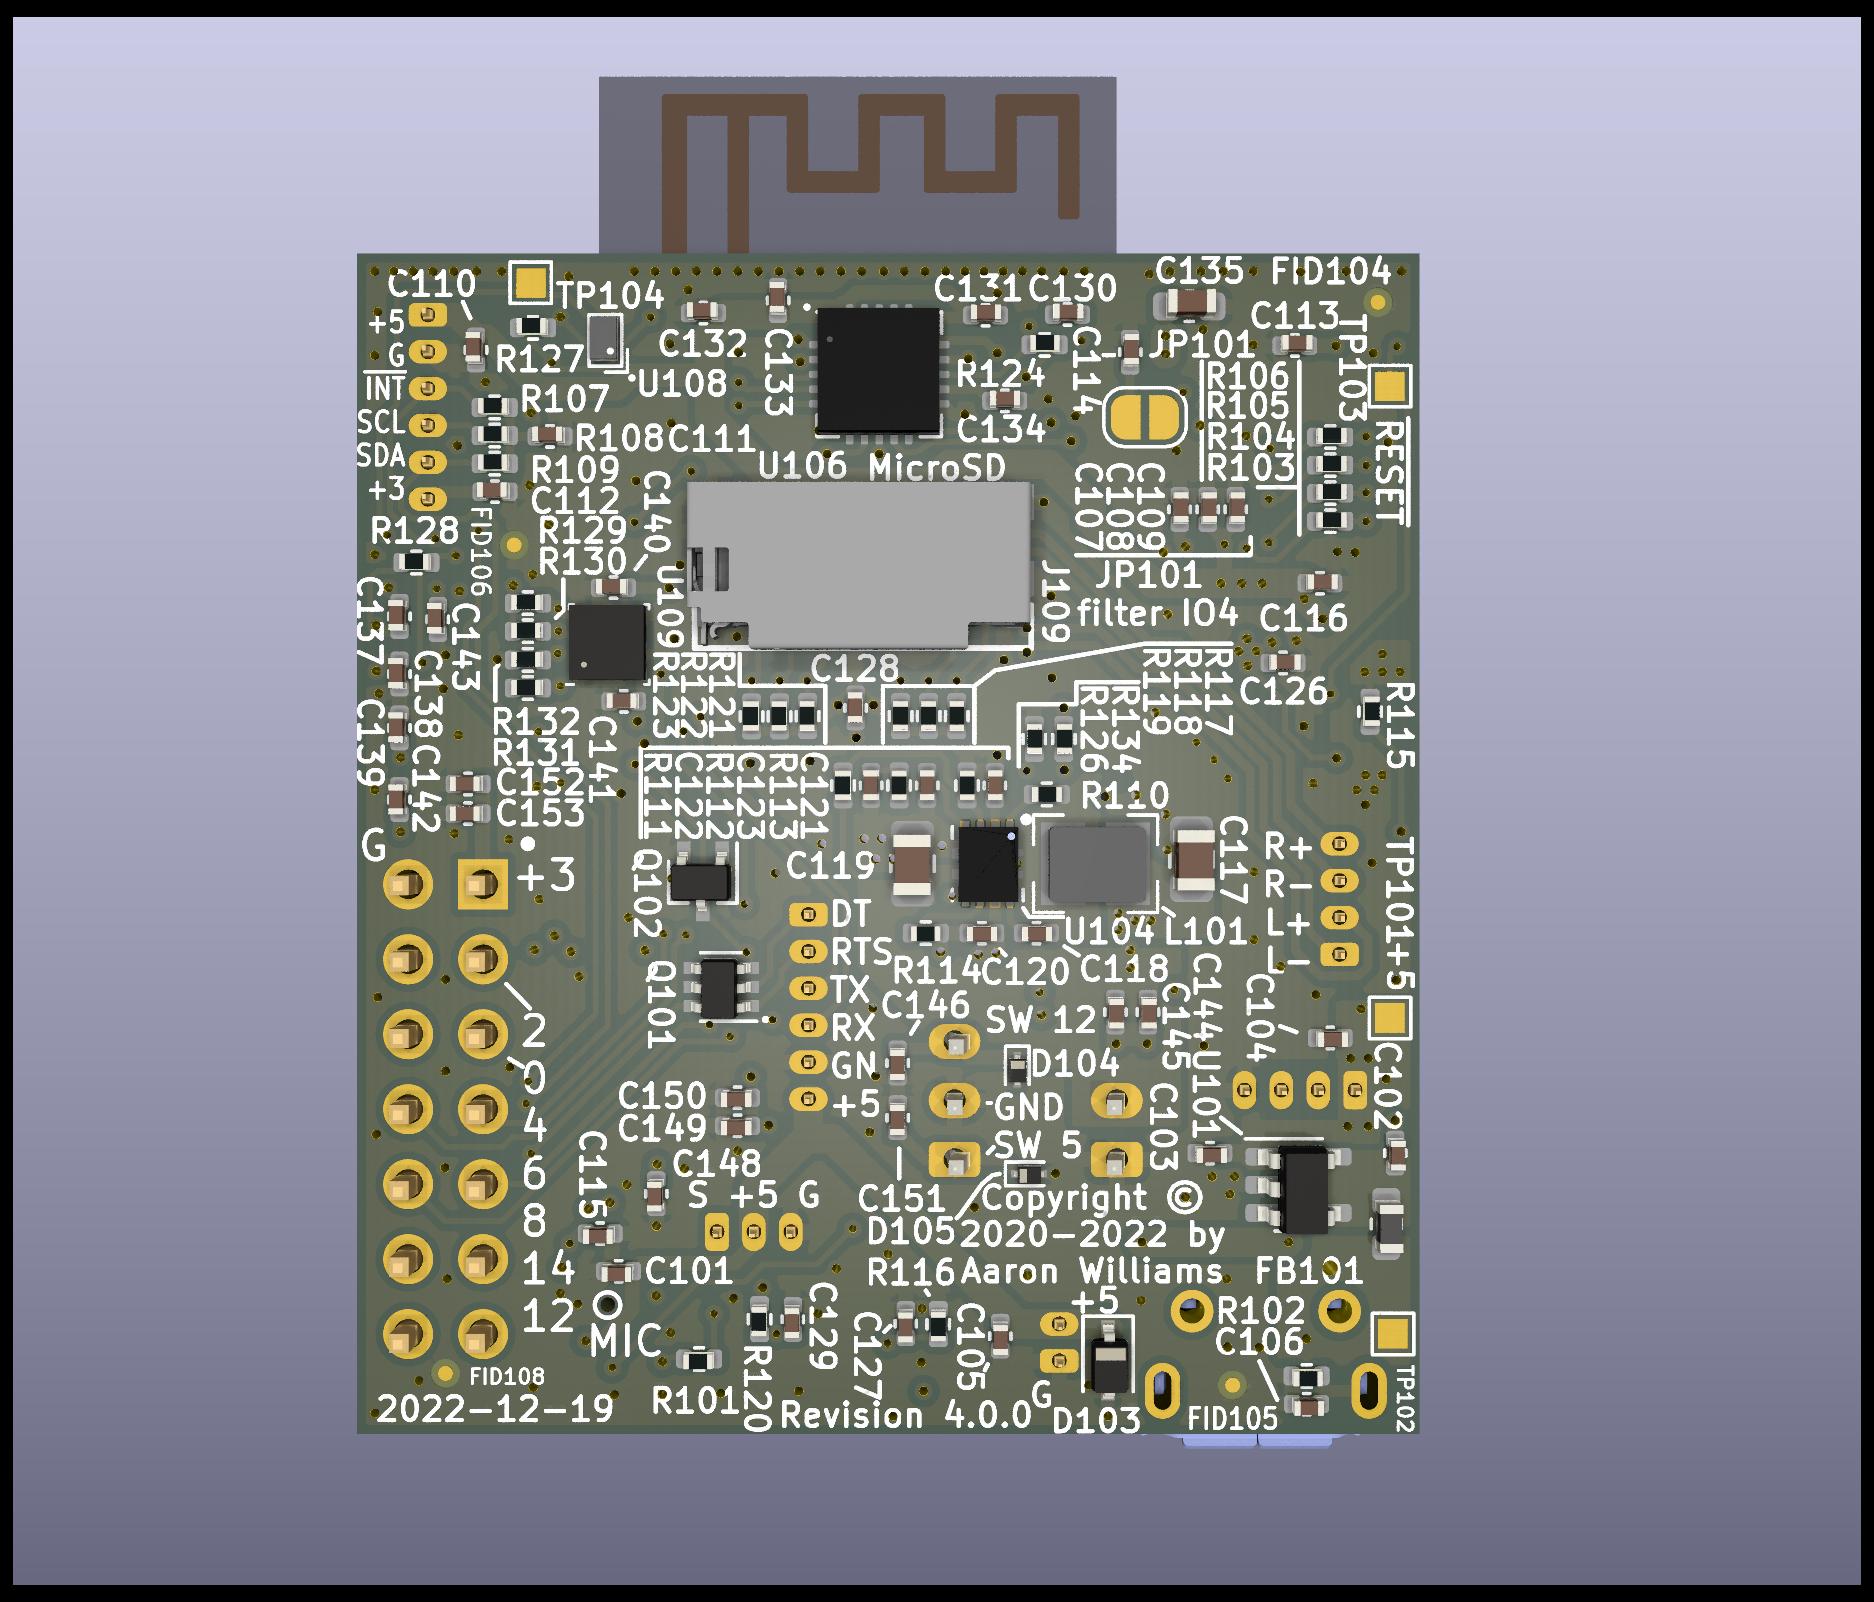 C110
TP104
C131
C130
C135
FID104
+5
G
INT
SCL
SDA
+3
R127
U108
C132
C133
R124
C134
C114
JP101
C113
TP103
R107
R108
C111
R109
C112
R106
R105
R104
R103
RESET
U106
MicroSD
C107
C108
C109
R128
FID106
R129
R130
C140
U109
J109
JP101
filter IO4
C116
C137
C143
C138
C139
C142
R132
R131
C152
C153
C141
R123
R122
R121
C128
R126
R134
R119
R118
R117
C126
R115
R111
C122
R112
C123
R113
C121
R110
G
+3
Q102
C119
C117
R+
R-
L+
L-
TP101
+5
DT
RTS
TX
RX
GN
+5
U104
L101
R114
C120
C118
Q101
C146
SW 12
C144
C145
C104
2
0
4
6
8
14
12
D104
GND
SW 5
C103
U101
C102
C150
C149
C148
C115
S +5 G
C151
D105
Copyright ©
2020-2022 by
Aaron Williams
R116
FB101
C101
MIC
C129
C127
C105
+5
R102
C106
FID108
2022-12-19
R101
R120
Revision 4.0.0
G
D103
FID105
TP102